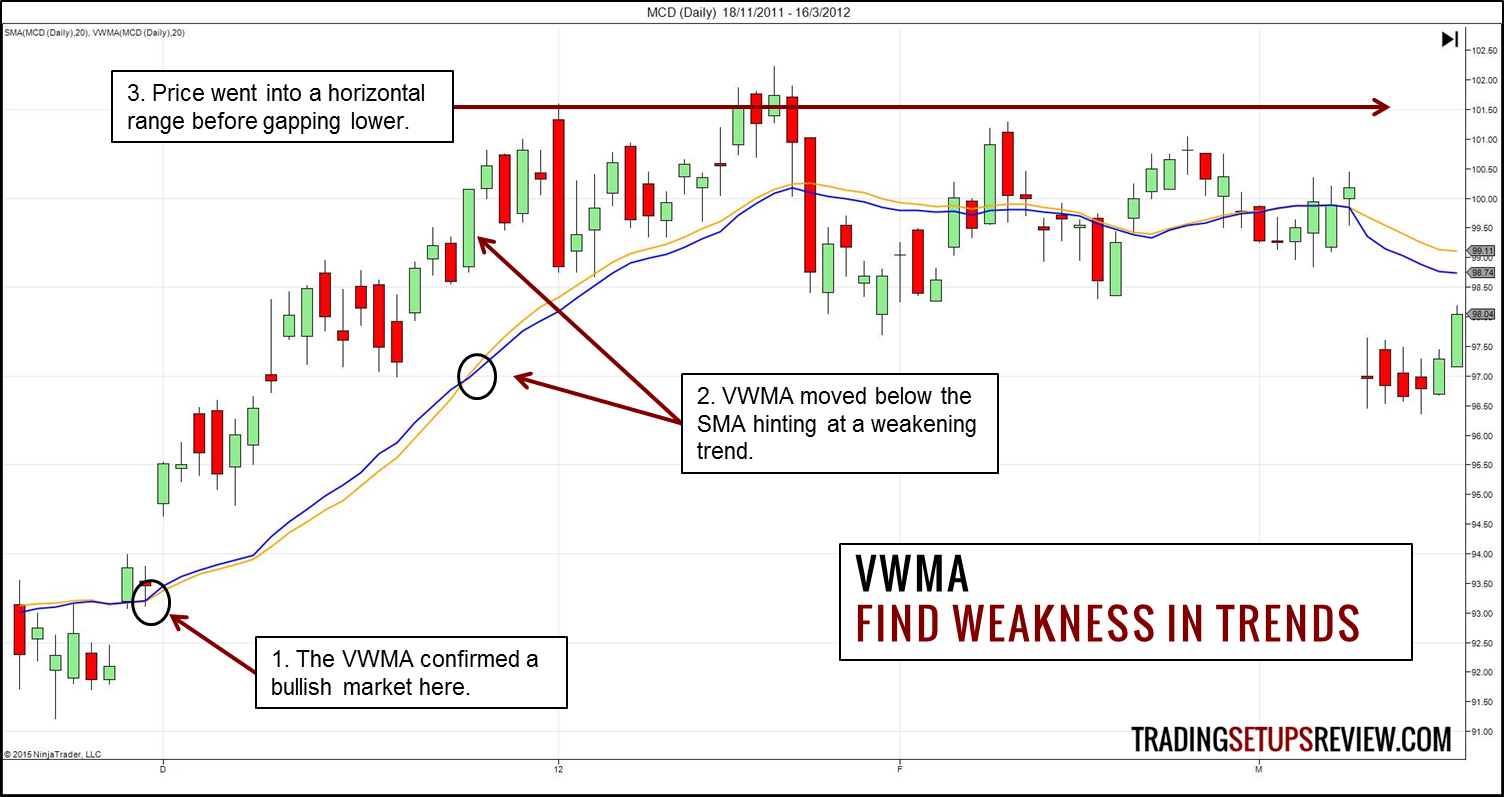 MCD (Daily) 18/11/2011 - 16/3/2012
SMA(MCD (Daily),20), VWMA(MCD (Daily),20)
3. Price went into a horizontal
range before gapping lower.
2. VWMA moved below the
SMA hinting at a weakening
trend.
VWMA
FIND WEAKNESS IN TRENDS
1. The VWMA confirmed a
bullish market here.
TRADINGSETUPSREVIEW.COM
© 2015 NinjaTrader, LLC
102.50
102.00
101.50
101.00
100.50
100.00
99.50
99.11
99.00
98.74
98.50
98.04
97.50
97.00
96.50
96.00
95.50
95.00
94.50
94.00
93.50
93.00
92.50
92.00
91.50
91.00
D
12
F
M